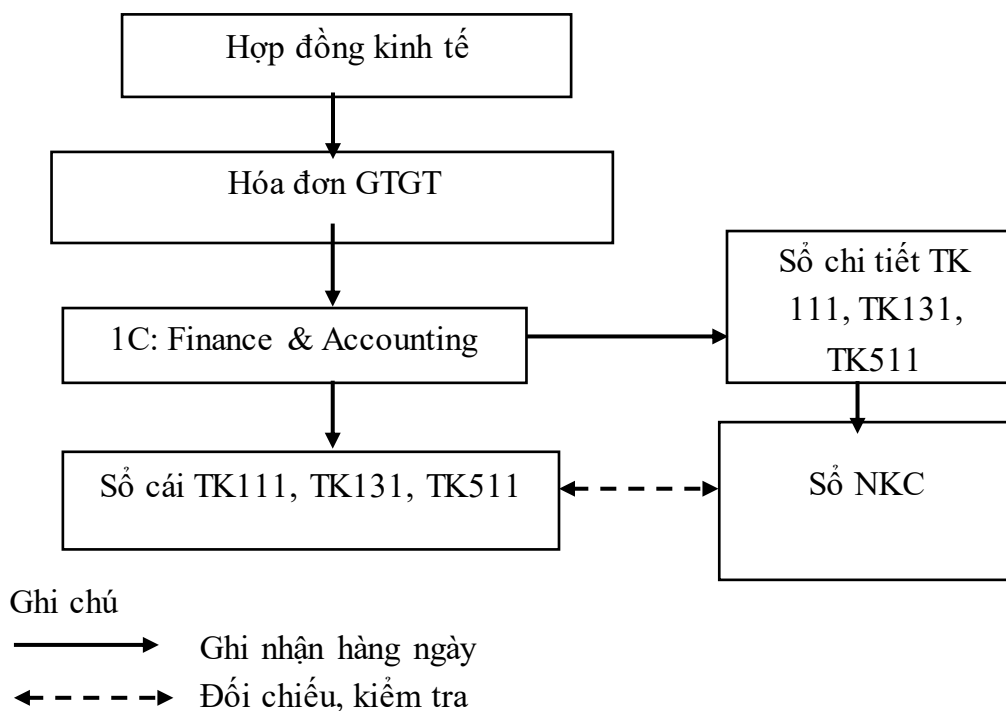 Hợp đồng kinh tế
Hóa đơn GTGT
1C: Finance & Accounting
Sổ chi tiết TK
111, TK131,
TK511
Sổ cái TK111, TK131, TK511
Sổ NKC
Ghi chú
Ghi nhận hàng ngày
Đối chiếu, kiểm tra